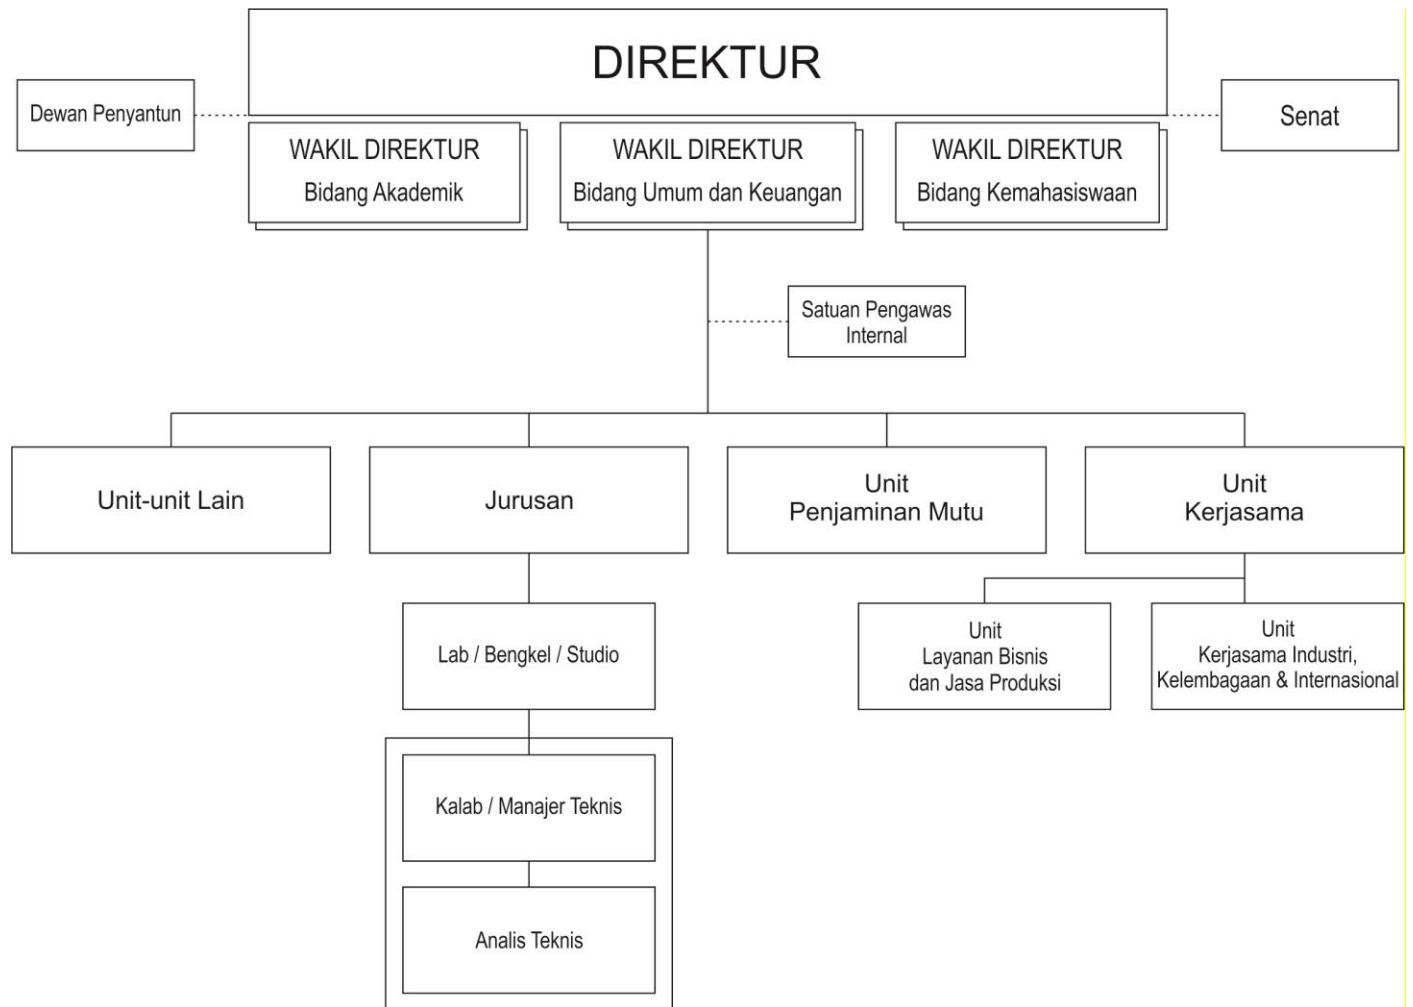 DIREKTUR
Dewan Penyantun
Senat
WAKIL DIREKTUR
Bidang Akademik
WAKIL DIREKTUR
Bidang Umum dan Keuangan
WAKIL DIREKTUR
Bidang Kemahasiswaan
Satuan Pengawas
Internal
Unit-unit Lain
Jurusan
Unit
Penjaminan Mutu
Unit
Kerjasama
Lab / Bengkel / Studio
Unit
Layanan Bisnis
dan Jasa Produksi
Unit
Kerjasama Industri,
Kelembagaan & Internasional
Kalab / Manajer Teknis
Analis Teknis